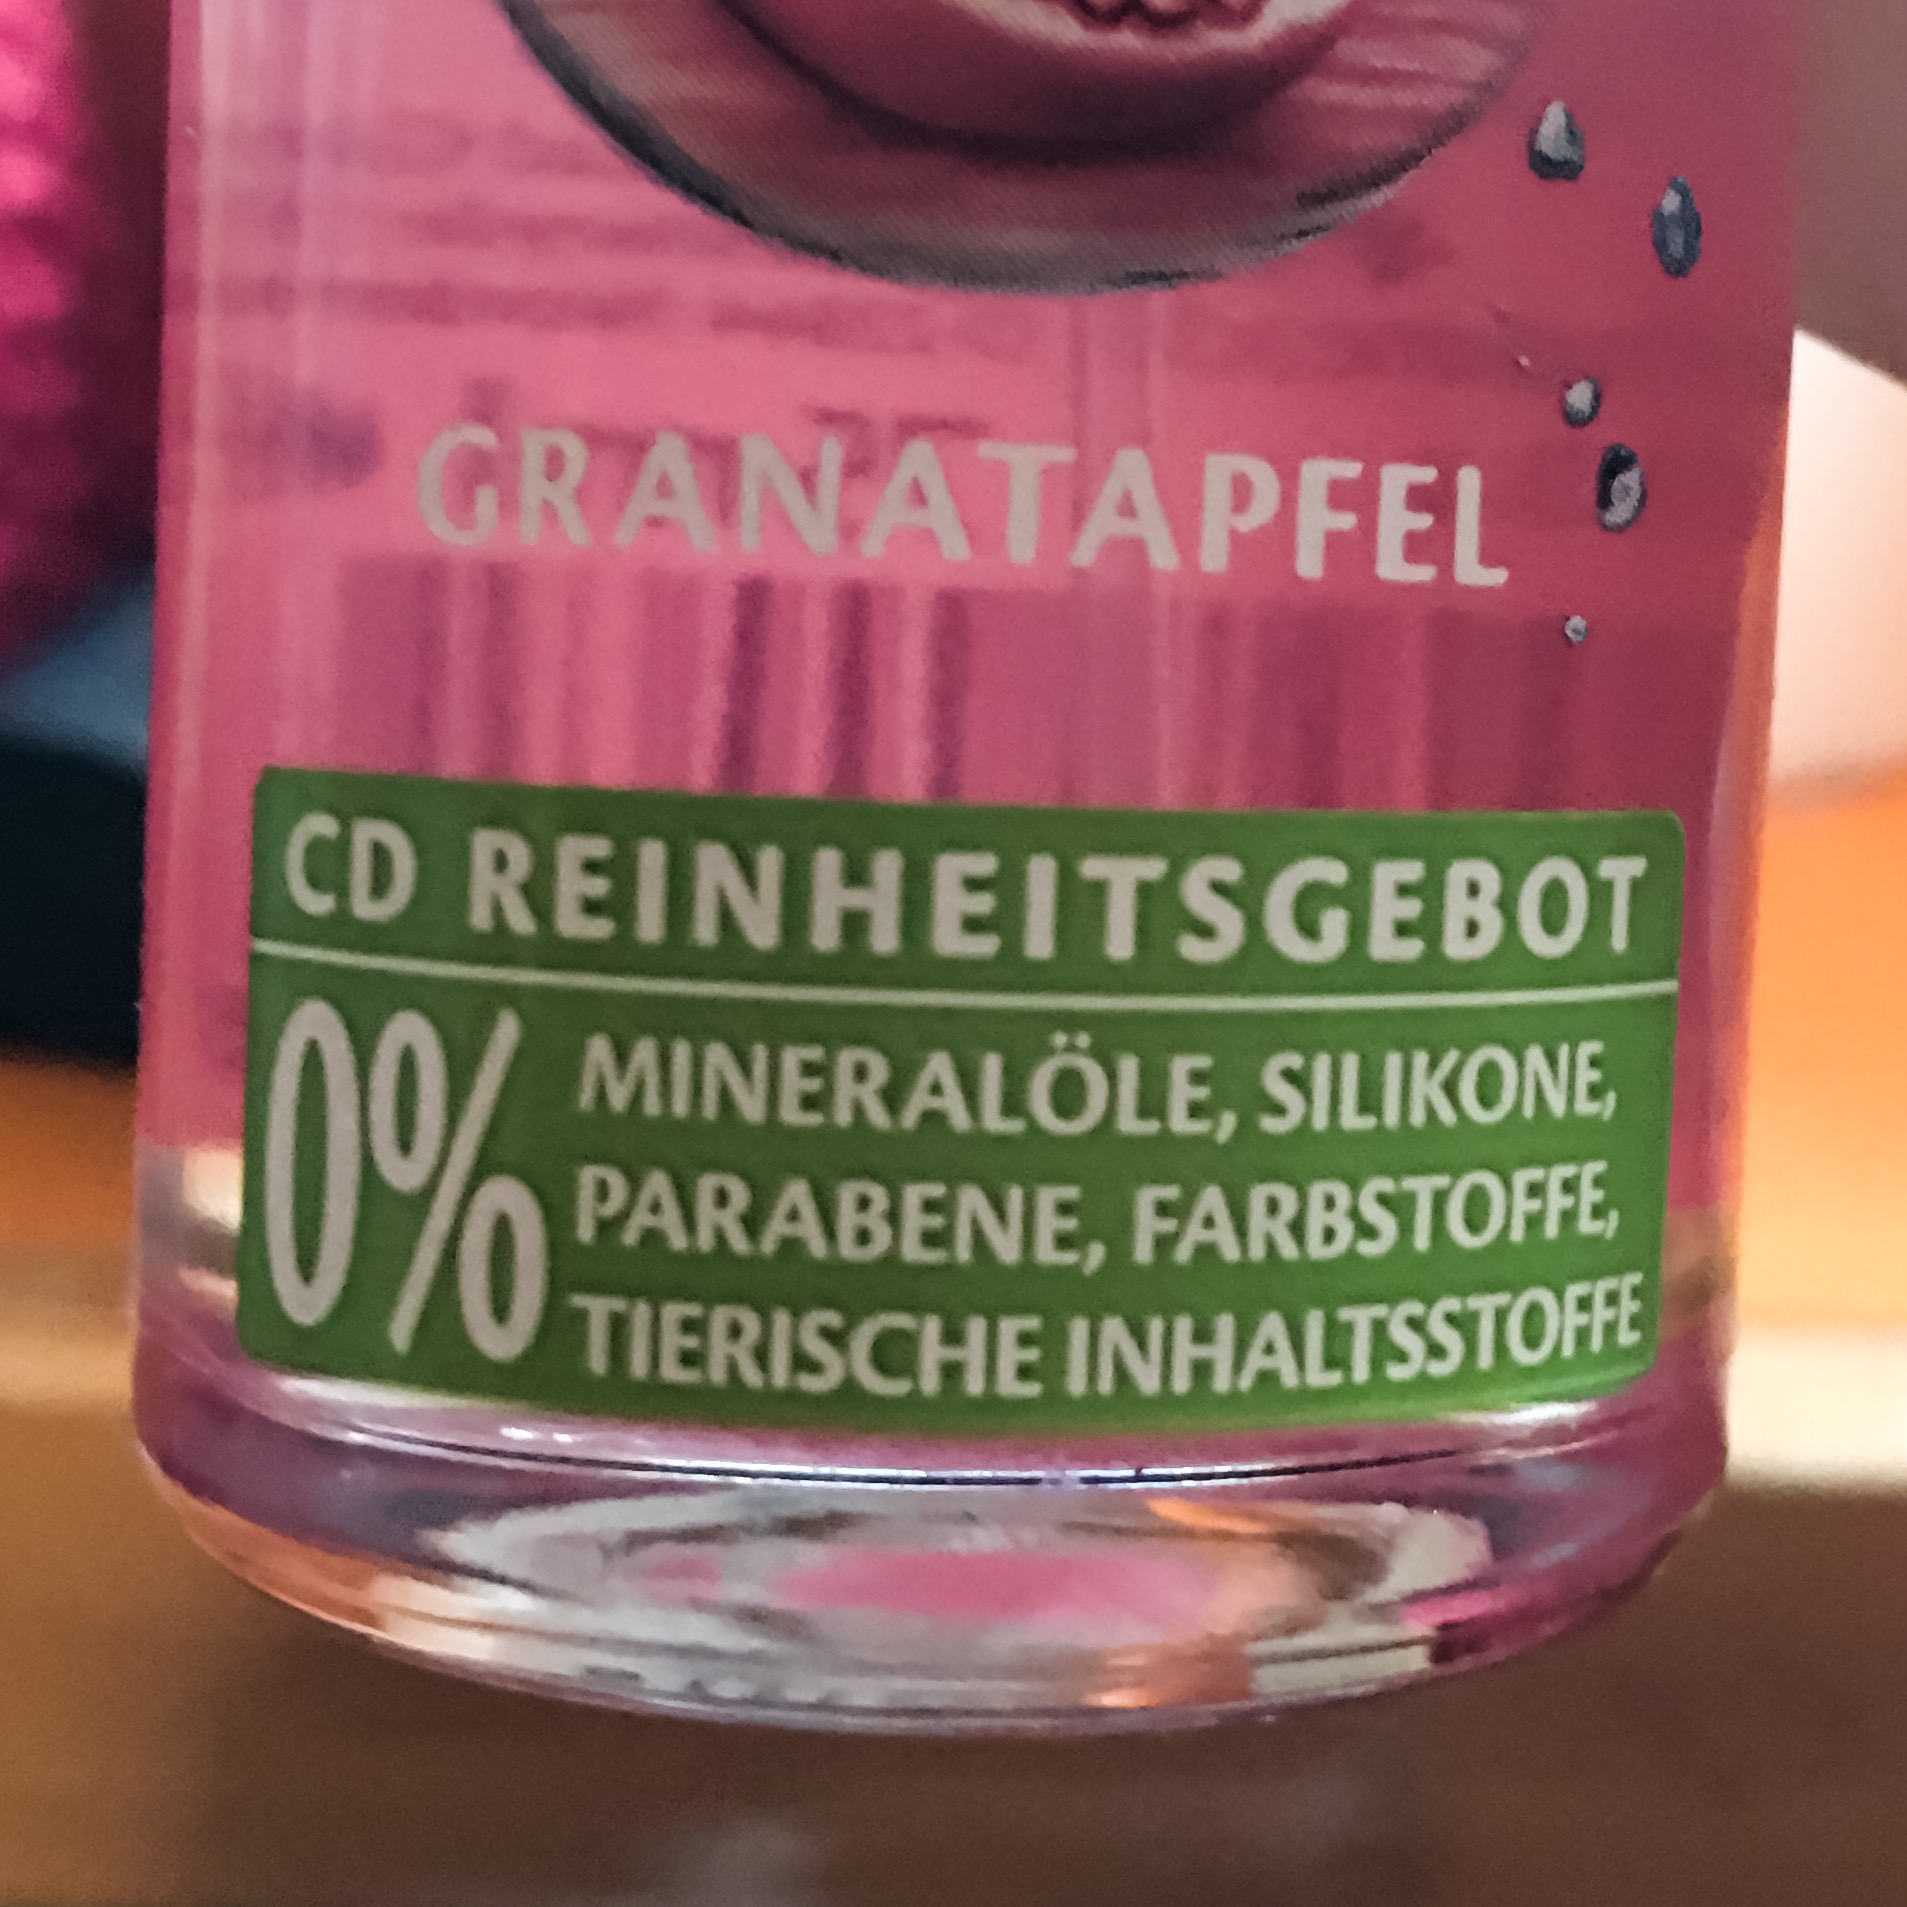 GRANATAPFEL
CD REINHEITSGEBOT
0% MINERALÖLE, SILIKONE,
PARABENE, FARBSTOFFE,
TIERISCHE INHALTSSTOFFE